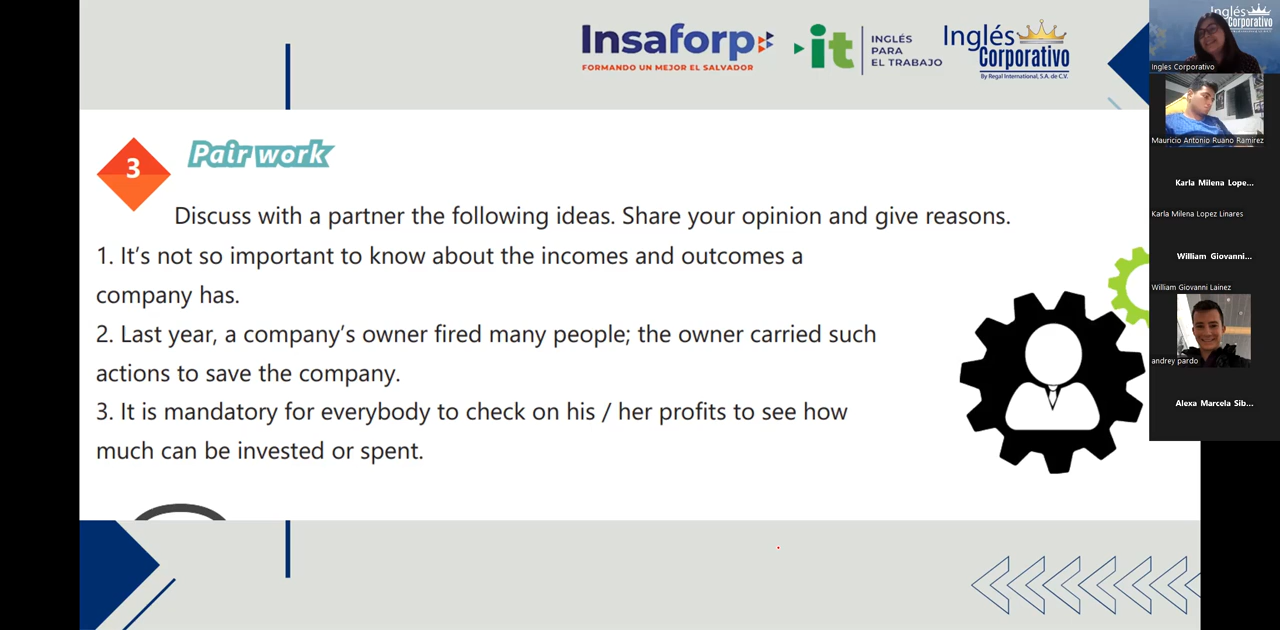 Insaforp
FORMANDO UN MEJOR EL SALVADOR
it
INGLÉS
PARA
EL TRABAJO
Inglés
Corporativo
By Regal International, S.A. de C.V.
3
Pair work
Discuss with a partner the following ideas. Share your opinion and give reasons.
1. It’s not so important to know about the incomes and outcomes a
company has.
2. Last year, a company’s owner fired many people; the owner carried such
actions to save the company.
3. It is mandatory for everybody to check on his / her profits to see how
much can be invested or spent.
Inglés
Corporativo
Ingles Corporativo
Mauricio Antonio Ruano Ramirez
Karla Milena Lope...
Karla Milena Lopez Linares
William Giovanni...
William Giovanni Lainez
andrey pardo
Alexa Marcela Sib...